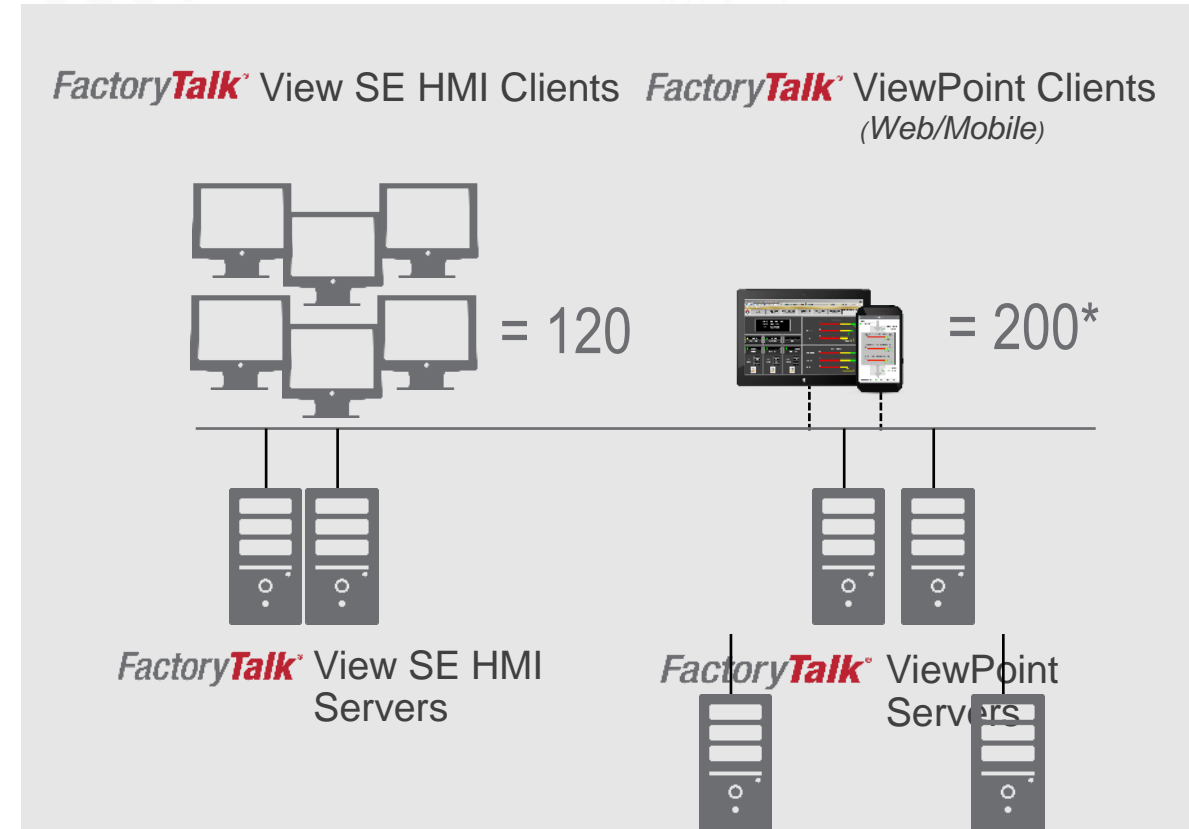 FactoryTalk View SE HMI Clients
FactoryTalk ViewPoint Clients
(Web/Mobile)
= 120
= 200*
FactoryTalk View SE HMI
Servers
FactoryTalk® ViewPoint
Servers